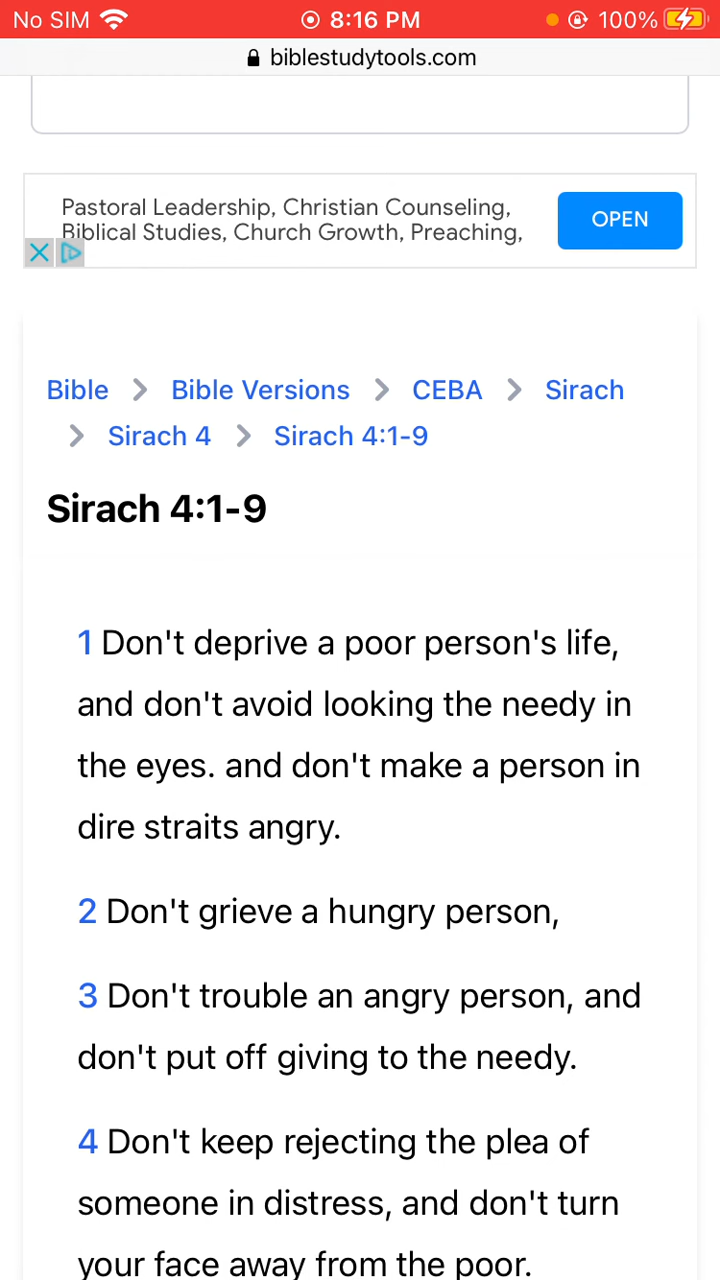 No SIM 8:16 PM 100%
biblestudytools.com
Pastoral Leadership, Christian Counseling,
Biblical Studies, Church Growth, Preaching,
OPEN
Bible > Bible Versions > CEBA > Sirach
> Sirach 4 > Sirach 4:1-9
Sirach 4:1-9
1 Don't deprive a poor person's life,
and don't avoid looking the needy in
the eyes. and don't make a person in
dire straits angry.
2 Don't grieve a hungry person,
3 Don't trouble an angry person, and
don't put off giving to the needy.
4 Don't keep rejecting the plea of
someone in distress, and don't turn
your face away from the poor.